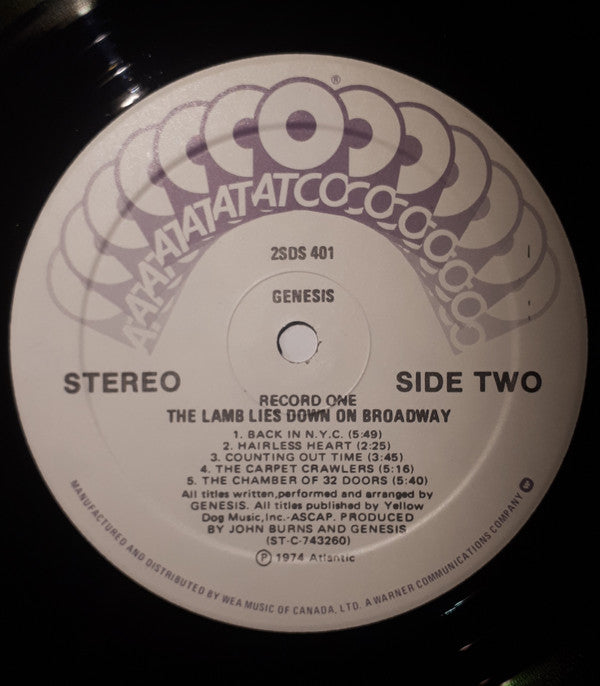 ®
ATATATATATATCOCOCOCOCOCO
2SDS 401
GENESIS
STEREO
SIDE TWO
RECORD ONE
THE LAMB LIES DOWN ON BROADWAY
1. BACK IN N.Y.C. (5:49)
2. HAIRLESS HEART (2:25)
3. COUNTING OUT TIME (3:45)
4. THE CARPET CRAWLERS (5:16)
5. THE CHAMBER OF 32 DOORS (5:40)
All titles written,performed and arranged by
GENESIS. All titles published by Yellow
Dog Music,Inc.-ASCAP. PRODUCED
BY JOHN BURNS AND GENESIS
(ST-C-743260)
℗ 1974 Atlantic
MANUFACTURED AND DISTRIBUTED BY WEA MUSIC OF CANADA, LTD. A WARNER COMMUNICATIONS COMPANY